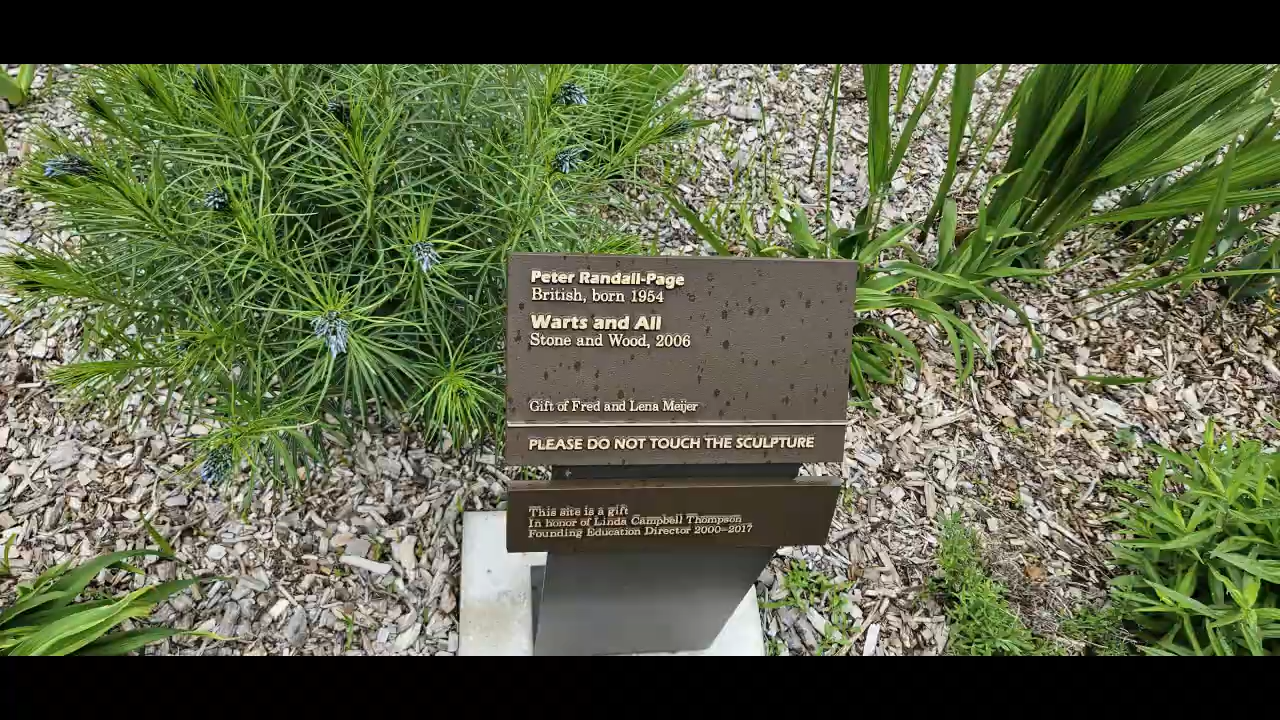 Peter Randall-Page
British, born 1954
Warts and All
Stone and Wood, 2006
Gift of Fred and Lena Meijer
PLEASE DO NOT TOUCH THE SCULPTURE
This site is a gift
In honor of Linda Campbell Thompson
Founding Education Director 2000-2017